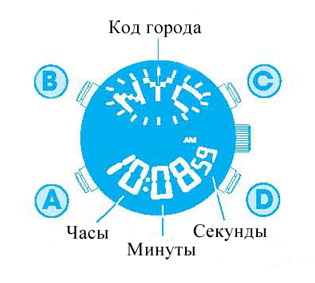 Код города
B
C
NYC
AM
10:08 59
A
D
Часы
Минуты
Секунды